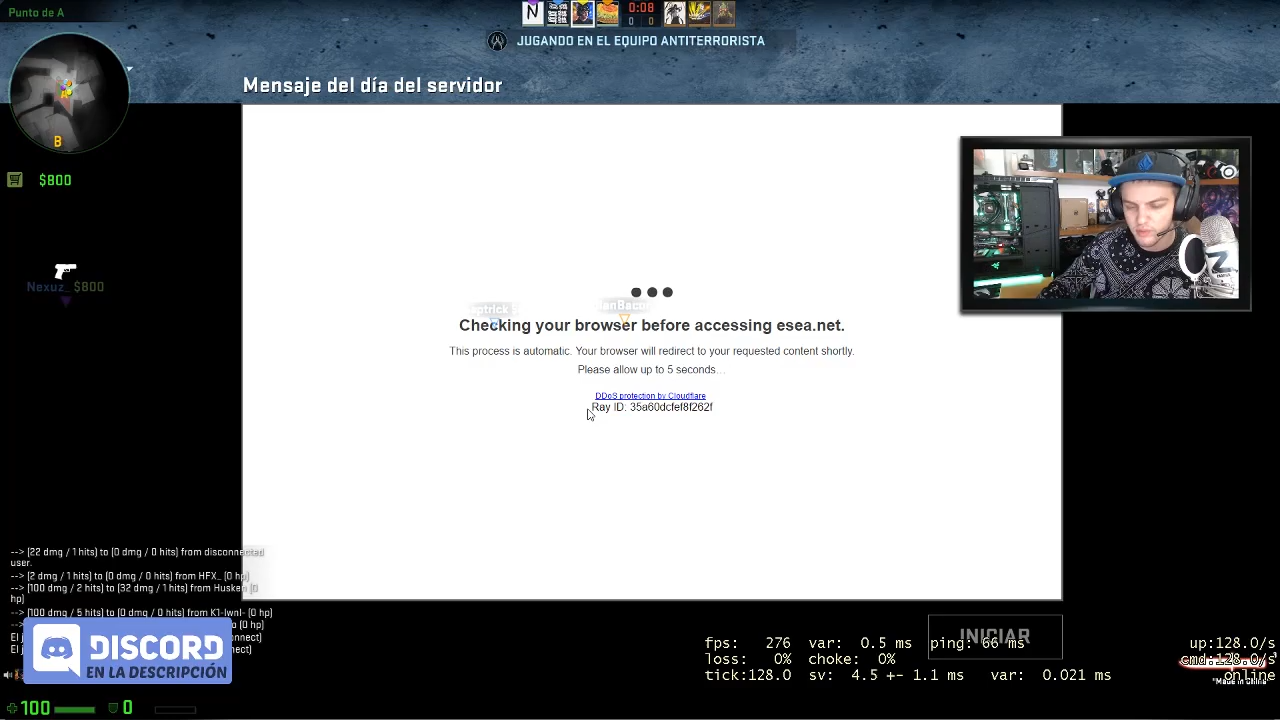 Punto de A
N
0:08
0 0
JUGANDO EN EL EQUIPO ANTITERRORISTA
Mensaje del día del servidor
B
$800
Nexuz_ $800
Checking your browser before accessing esea.net.
This process is automatic. Your browser will redirect to your requested content shortly.
Please allow up to 5 seconds…
DDoS protection by Cloudflare
Ray ID: 35a60dcfef8f262f
--> [22 dmg / 1 hits] to [0 dmg / 0 hits] from disconnected
user.
--> [2 dmg / 1 hits] to [0 dmg / 0 hits] from HFX_ [0 hp]
--> [100 dmg / 2 hits] to [32 dmg / 1 hits] from Husken [0
hp]
--> [100 dmg / 5 hits] to [0 dmg / 0 hits] from K1-lwnl- [0 hp]
DISCORD
EN LA DESCRIPCIÓN
INICIAR
fps: 276 var: 0.5 ms ping: 66 ms up:128.0/s
loss: 0% choke: 0% cmd:128.0/s
tick:128.0 sv: 4.5 +- 1.1 ms var: 0.021 ms online
"Made in China"
100 0